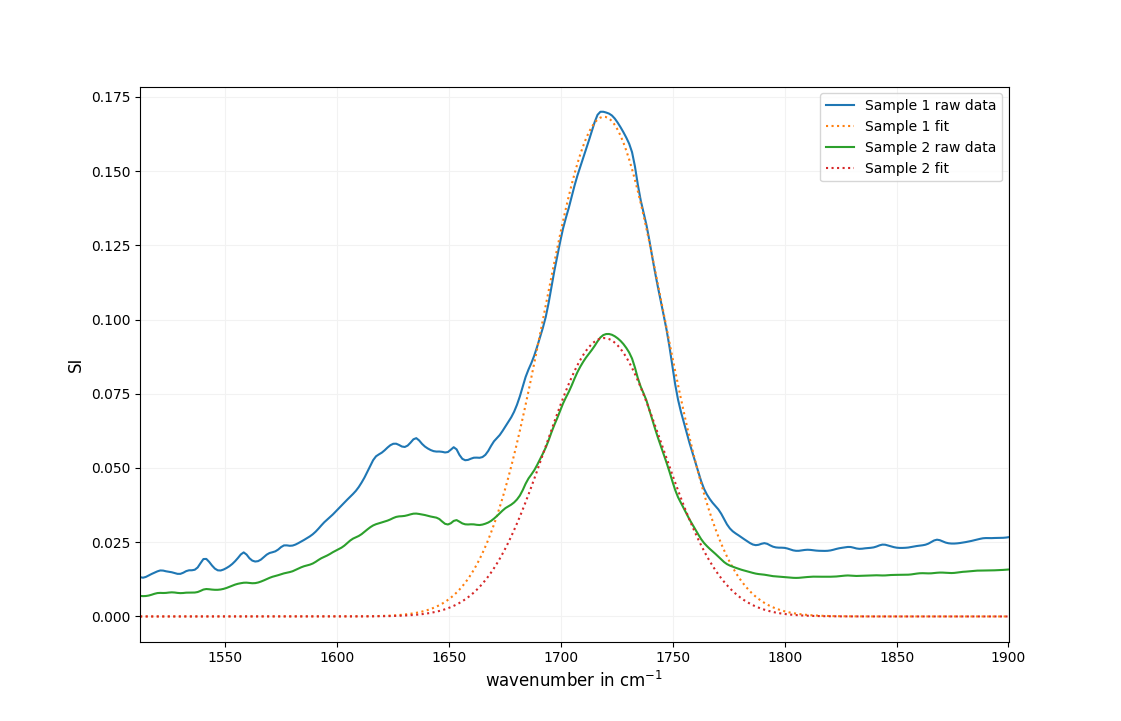 0.175
0.150
0.125
0.100
0.075
0.050
0.025
0.000
SI
Sample 1 raw data
Sample 1 fit
Sample 2 raw data
Sample 2 fit
1550 1600 1650 1700 1750 1800 1850 1900
wavenumber in cm⁻¹